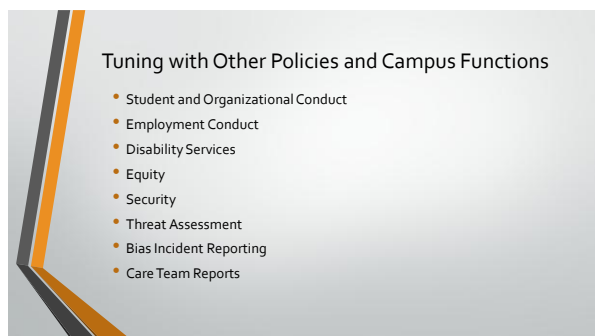 Tuning with Other Policies and Campus Functions
• Student and Organizational Conduct
• Employment Conduct
• Disability Services
• Equity
• Security
• Threat Assessment
• Bias Incident Reporting
• Care Team Reports